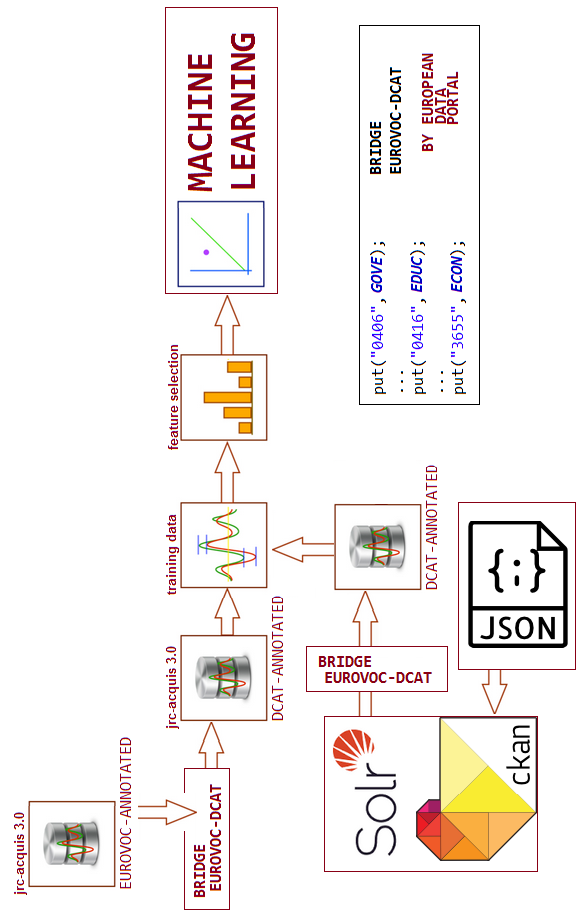 MACHINE
LEARNING
BRIDGE
EUROVOC-DCAT
BY EUROPEAN
DATA
PORTAL
put("0406", GOVE);
...
put("0416", EDUC);
...
put("3655", ECON);
feature selection
training data
jrc-acquis 3.0
DCAT-ANNOTATED
DCAT-ANNOTATED
jrc-acquis 3.0
EUROVOC-ANNOTATED
BRIDGE
EUROVOC-DCAT
BRIDGE
EUROVOC-DCAT
{;}
JSON
Solr
ckan